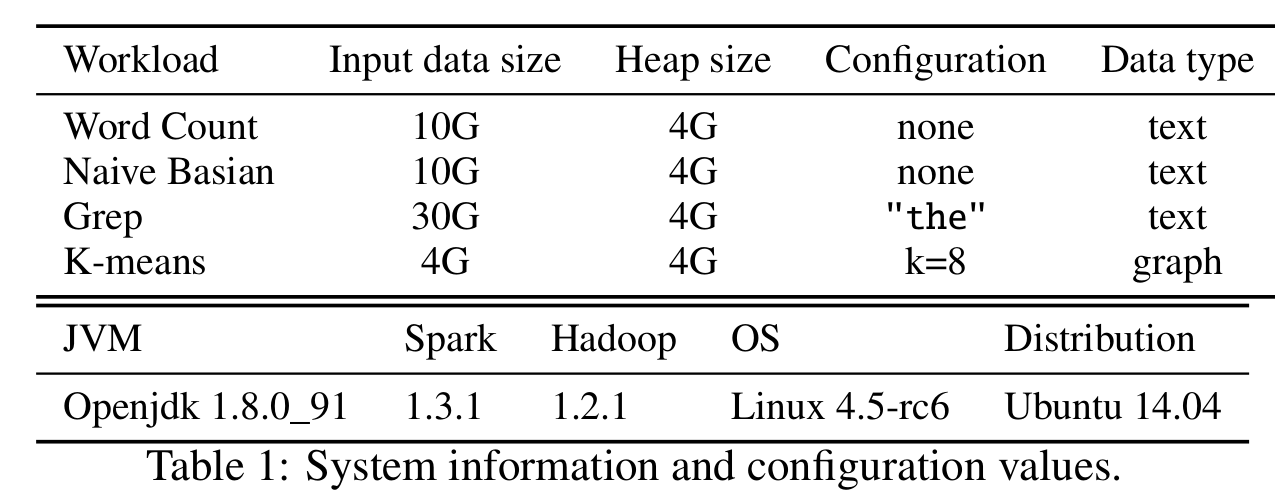 Workload Input data size Heap size Configuration Data type
Word Count 10G 4G none text
Naive Basian 10G 4G none text
Grep 30G 4G "the" text
K-means 4G 4G k=8 graph
JVM Spark Hadoop OS Distribution
Openjdk 1.8.0_91 1.3.1 1.2.1 Linux 4.5-rc6 Ubuntu 14.04
Table 1: System information and configuration values.